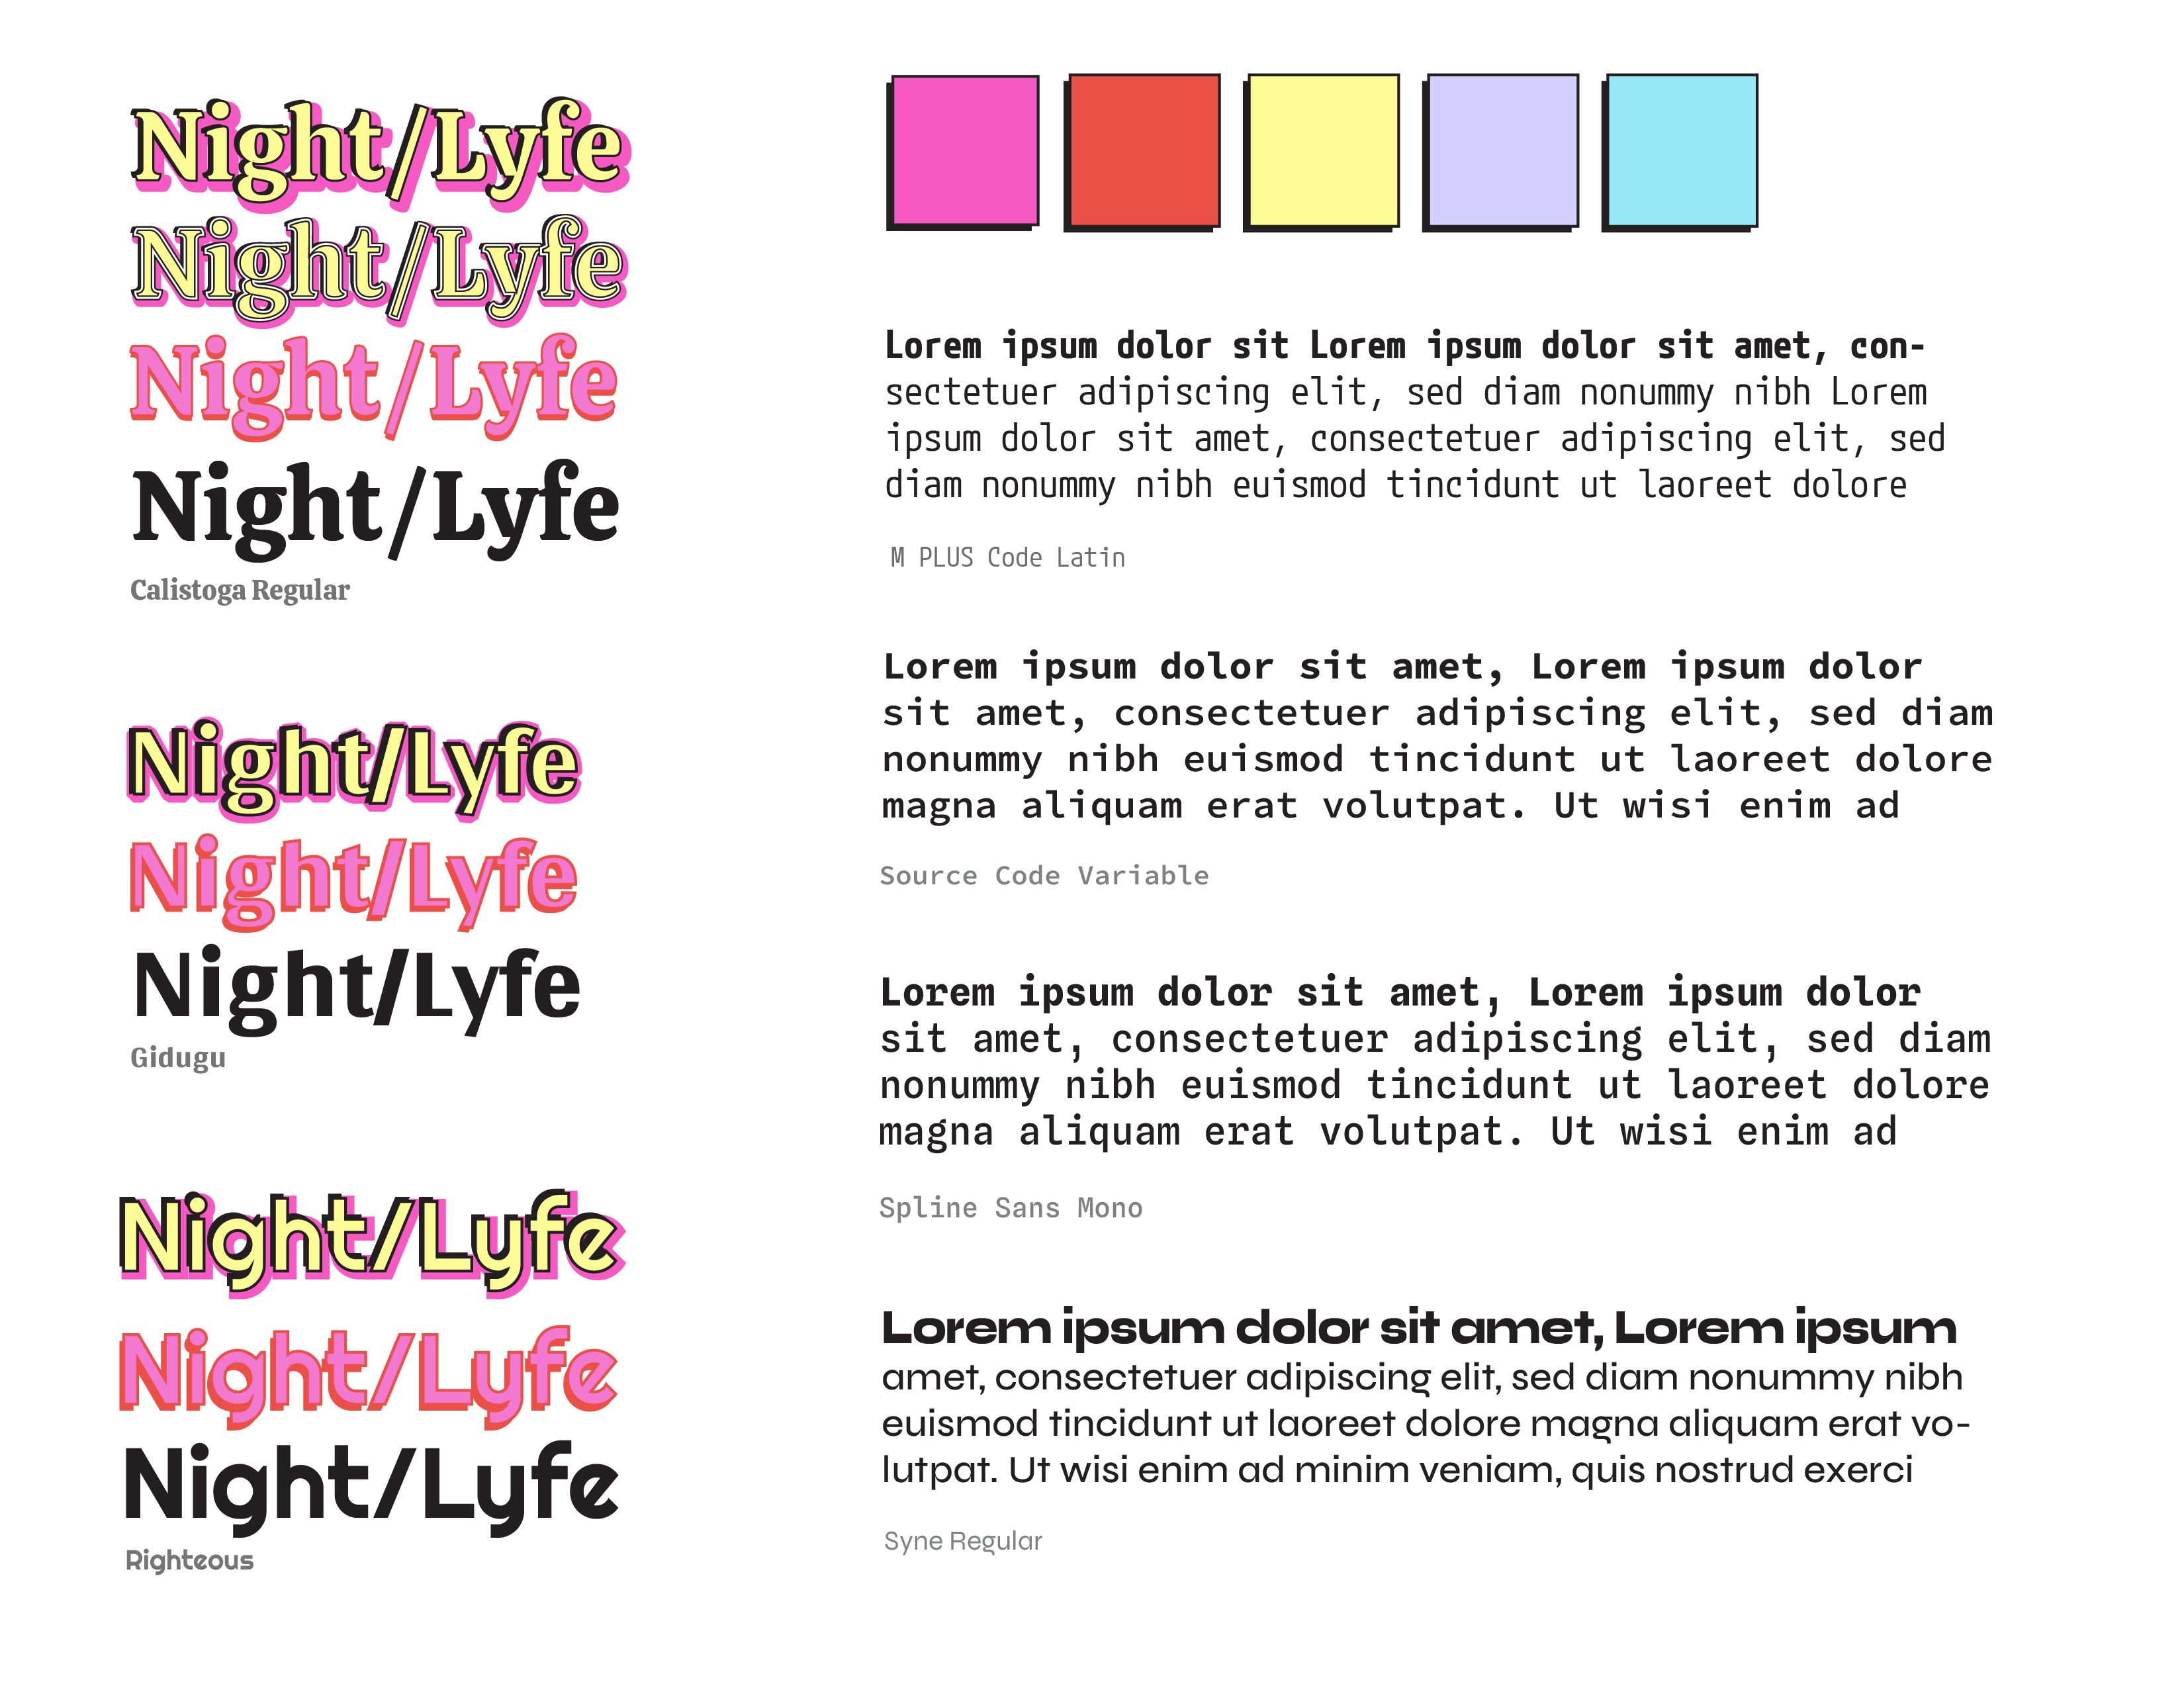 Night/Lyfe
Night/Lyfe
Night/Lyfe
Night/Lyfe
Calistoga Regular
Night/Lyfe
Night/Lyfe
Night/Lyfe
Gidugu
Night/Lyfe
Night/Lyfe
Night/Lyfe
Righteous
Lorem ipsum dolor sit Lorem ipsum dolor sit amet, con-
sectetuer adipiscing elit, sed diam nonummy nibh Lorem
ipsum dolor sit amet, consectetuer adipiscing elit, sed
diam nonummy nibh euismod tincidunt ut laoreet dolore
M PLUS Code Latin
Lorem ipsum dolor sit amet, Lorem ipsum dolor
sit amet, consectetuer adipiscing elit, sed diam
nonummy nibh euismod tincidunt ut laoreet dolore
magna aliquam erat volutpat. Ut wisi enim ad
Source Code Variable
Lorem ipsum dolor sit amet, Lorem ipsum dolor
sit amet, consectetuer adipiscing elit, sed diam
nonummy nibh euismod tincidunt ut laoreet dolore
magna aliquam erat volutpat. Ut wisi enim ad
Spline Sans Mono
Lorem ipsum dolor sit amet, Lorem ipsum
amet, consectetuer adipiscing elit, sed diam nonummy nibh
euismod tincidunt ut laoreet dolore magna aliquam erat vo-
lutpat. Ut wisi enim ad minim veniam, quis nostrud exerci
Syne Regular